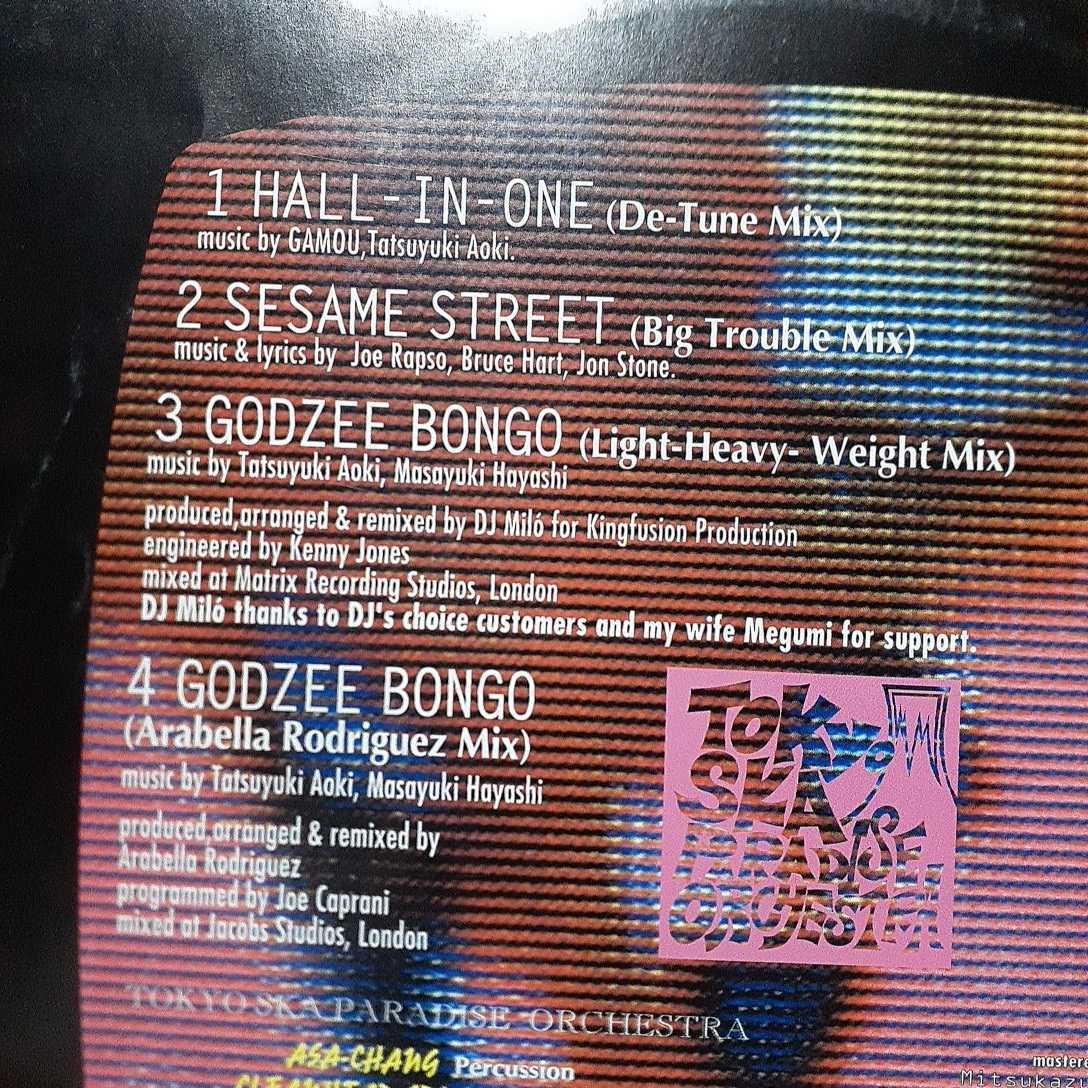 1 HALL-IN-ONE (De-Tune Mix)
music by GAMOU,Tatsuyuki Aoki.
2 SESAME STREET (Big Trouble Mix)
music & lyrics by Joe Rapso, Bruce Hart, Jon Stone.
3 GODZEE BONGO (Light-Heavy- Weight Mix)
music by Tatsuyuki Aoki, Masayuki Hayashi
produced,arranged & remixed by DJ Miló for Kingfusion Production
engineered by Kenny Jones
mixed at Matrix Recording Studios, London
DJ Miló thanks to DJ's choice customers and my wife Megumi for support.
4 GODZEE BONGO
(Arabella Rodriguez Mix)
music by Tatsuyuki Aoki, Masayuki Hayashi
produced,arranged & remixed by
Arabella Rodriguez
programmed by Joe Caprani
mixed at Jacobs Studios, London
TOKYO
SKA
PARADISE
ORCHESTRA
TOKYO SKA PARADISE ORCHESTRA
ASA-CHANG Percussion